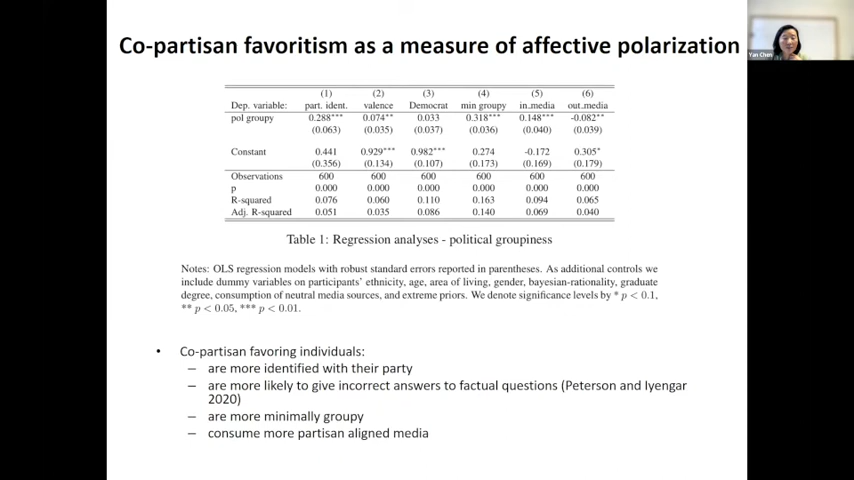 Co-partisan favoritism as a measure of affective polarization
Yan Chen
(1) (2) (3) (4) (5) (6)
Dep. variable: part. ident. valence Democrat min groupy in_media out_media
pol groupy 0.288*** 0.074** 0.033 0.318*** 0.148*** -0.082**
(0.063) (0.035) (0.037) (0.036) (0.040) (0.039)
Constant 0.441 0.929*** 0.982*** 0.274 -0.172 0.305*
(0.356) (0.134) (0.107) (0.173) (0.169) (0.179)
Observations 600 600 600 600 600 600
p 0.000 0.000 0.000 0.000 0.000 0.000
R-squared 0.076 0.060 0.110 0.163 0.094 0.065
Adj. R-squared 0.051 0.035 0.086 0.140 0.069 0.040
Table 1: Regression analyses - political groupiness
Notes: OLS regression models with robust standard errors reported in parentheses. As additional controls we
include dummy variables on participants' ethnicity, age, area of living, gender, bayesian-rationality, graduate
degree, consumption of neutral media sources, and extreme priors. We denote significance levels by * p < 0.1,
** p < 0.05, *** p < 0.01.
• Co-partisan favoring individuals:
– are more identified with their party
– are more likely to give incorrect answers to factual questions (Peterson and Iyengar
2020)
– are more minimally groupy
– consume more partisan aligned media